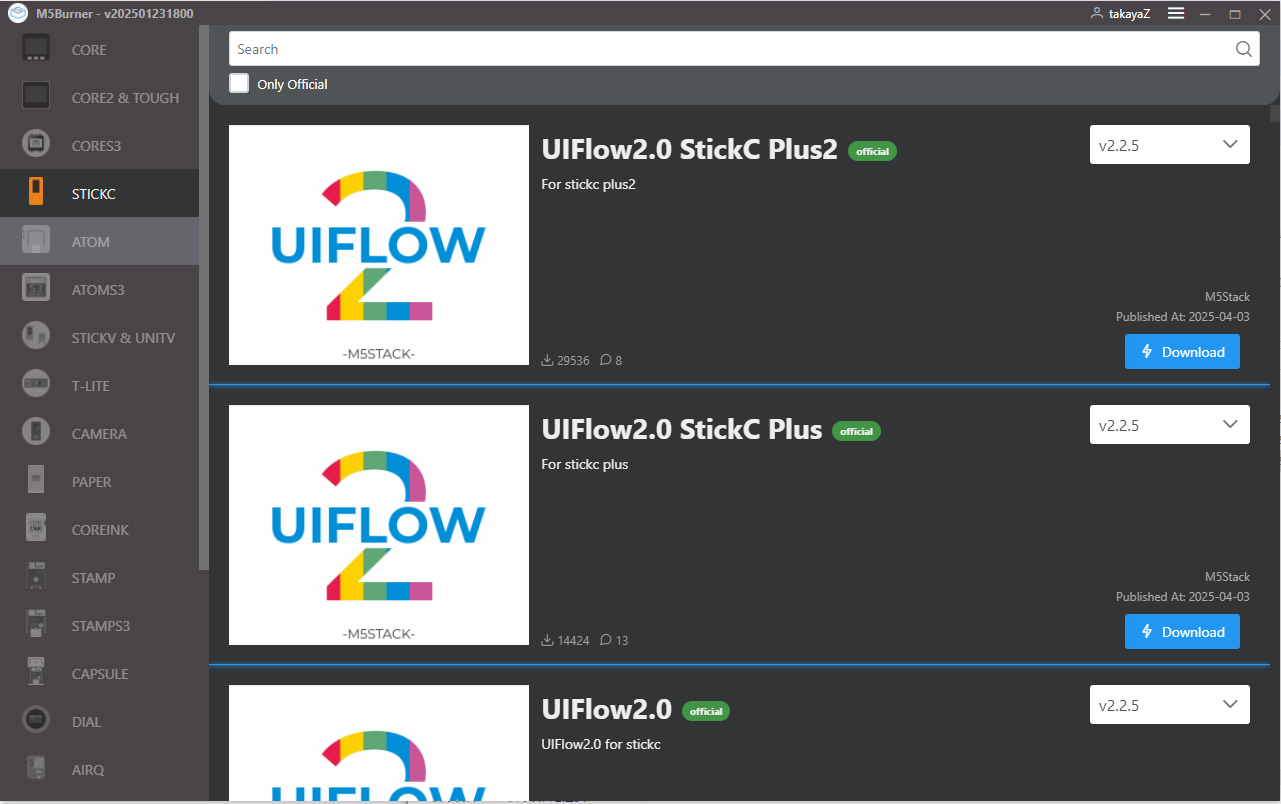 M5Burner - v202501231800
takayaZ
CORE
CORE2 & TOUGH
CORES3
STICKC
ATOM
ATOMS3
STICKV & UNITV
T-LITE
CAMERA
PAPER
COREINK
STAMP
STAMPS3
CAPSULE
DIAL
AIRQ
Search
Only Official
UIFLOW
-M5STACK-
UIFlow2.0 StickC Plus2 official
For stickc plus2
29536 8
v2.2.5
M5Stack
Published At: 2025-04-03
Download
UIFLOW
-M5STACK-
UIFlow2.0 StickC Plus official
For stickc plus
14424 13
v2.2.5
M5Stack
Published At: 2025-04-03
Download
UIFLOW
UIFlow2.0 official
UIFlow2.0 for stickc
v2.2.5